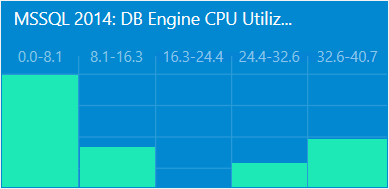 MSSQL 2014: DB Engine CPU Utiliz...
0.0-8.1 8.1-16.3 16.3-24.4 24.4-32.6 32.6-40.7